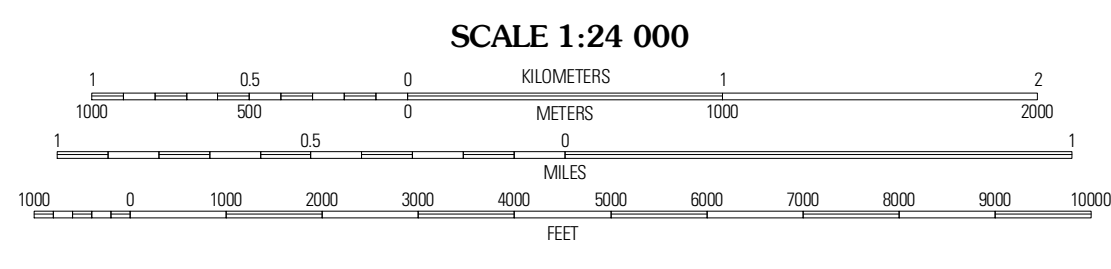 SCALE 1:24 000
1 0.5 0 KILOMETERS 1 2
1000 500 0 METERS 1000 2000
1 0.5 0 1
MILES
1000 0 1000 2000 3000 4000 5000 6000 7000 8000 9000 10000
FEET